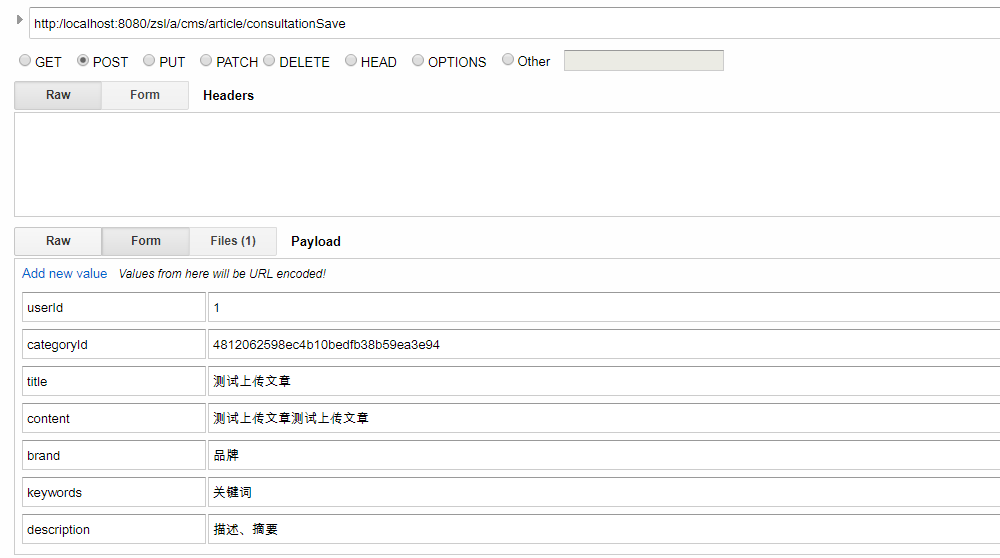 http:/localhost:8080/zsl/a/cms/article/consultationSave
GET POST PUT PATCH DELETE HEAD OPTIONS Other
Raw Form Headers
Raw Form Files (1) Payload
Add new value Values from here will be URL encoded!
userId 1
categoryId 4812062598ec4b10bedfb38b59ea3e94
title 测试上传文章
content 测试上传文章测试上传文章
brand 品牌
keywords 关键词
description 描述、摘要